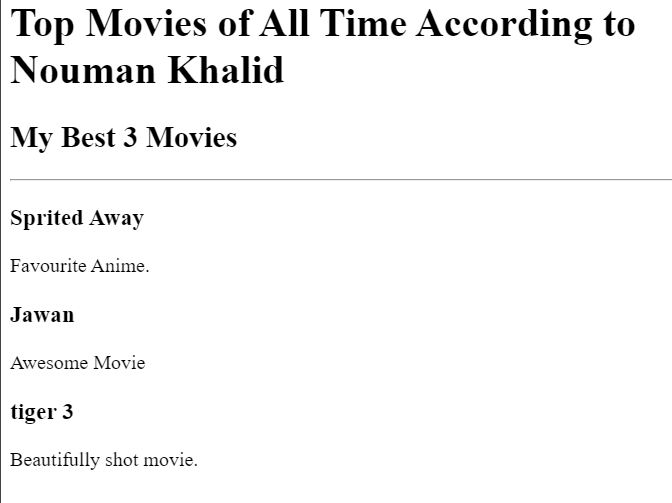 Top Movies of All Time According to
Nouman Khalid
My Best 3 Movies
Sprited Away
Favourite Anime.
Jawan
Awesome Movie
tiger 3
Beautifully shot movie.